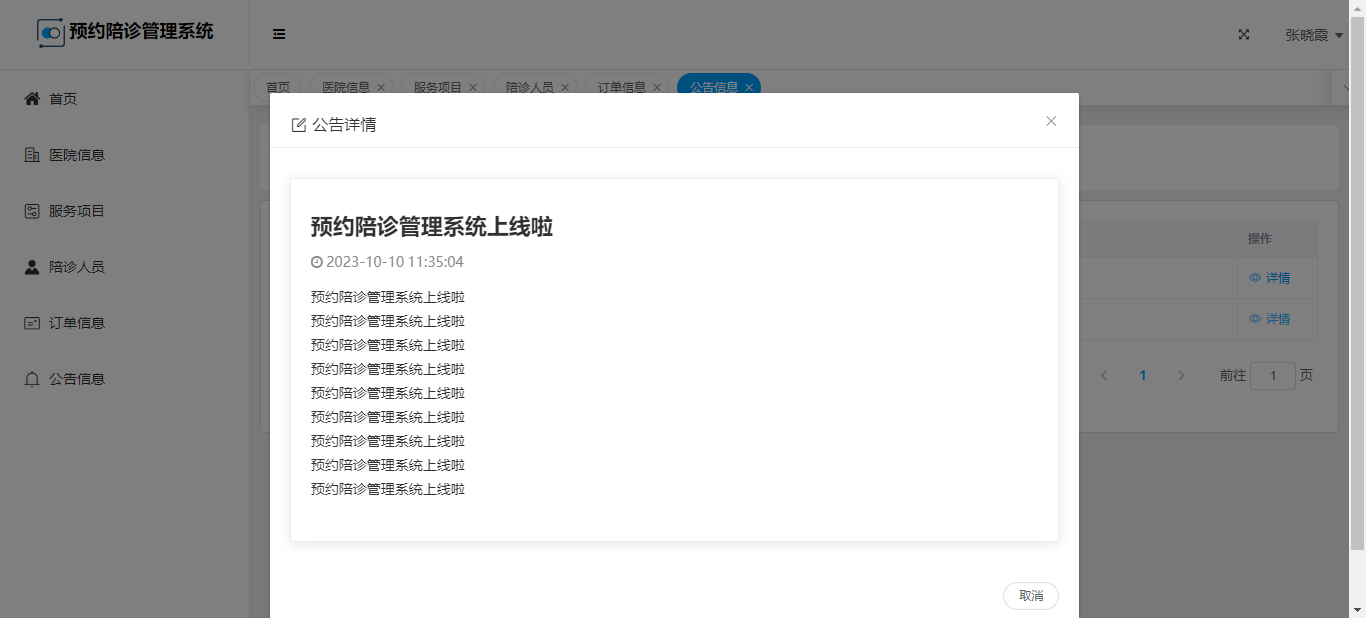 预约陪诊管理系统
张晓霞
首页
医院信息
服务项目
陪诊人员
订单信息
公告信息
首页
医院信息
服务项目
陪诊人员
订单信息
公告信息
公告详情
预约陪诊管理系统上线啦
2023-10-10 11:35:04
预约陪诊管理系统上线啦
预约陪诊管理系统上线啦
预约陪诊管理系统上线啦
预约陪诊管理系统上线啦
预约陪诊管理系统上线啦
预约陪诊管理系统上线啦
预约陪诊管理系统上线啦
预约陪诊管理系统上线啦
预约陪诊管理系统上线啦
取消
操作
详情
详情
1
前往 1 页